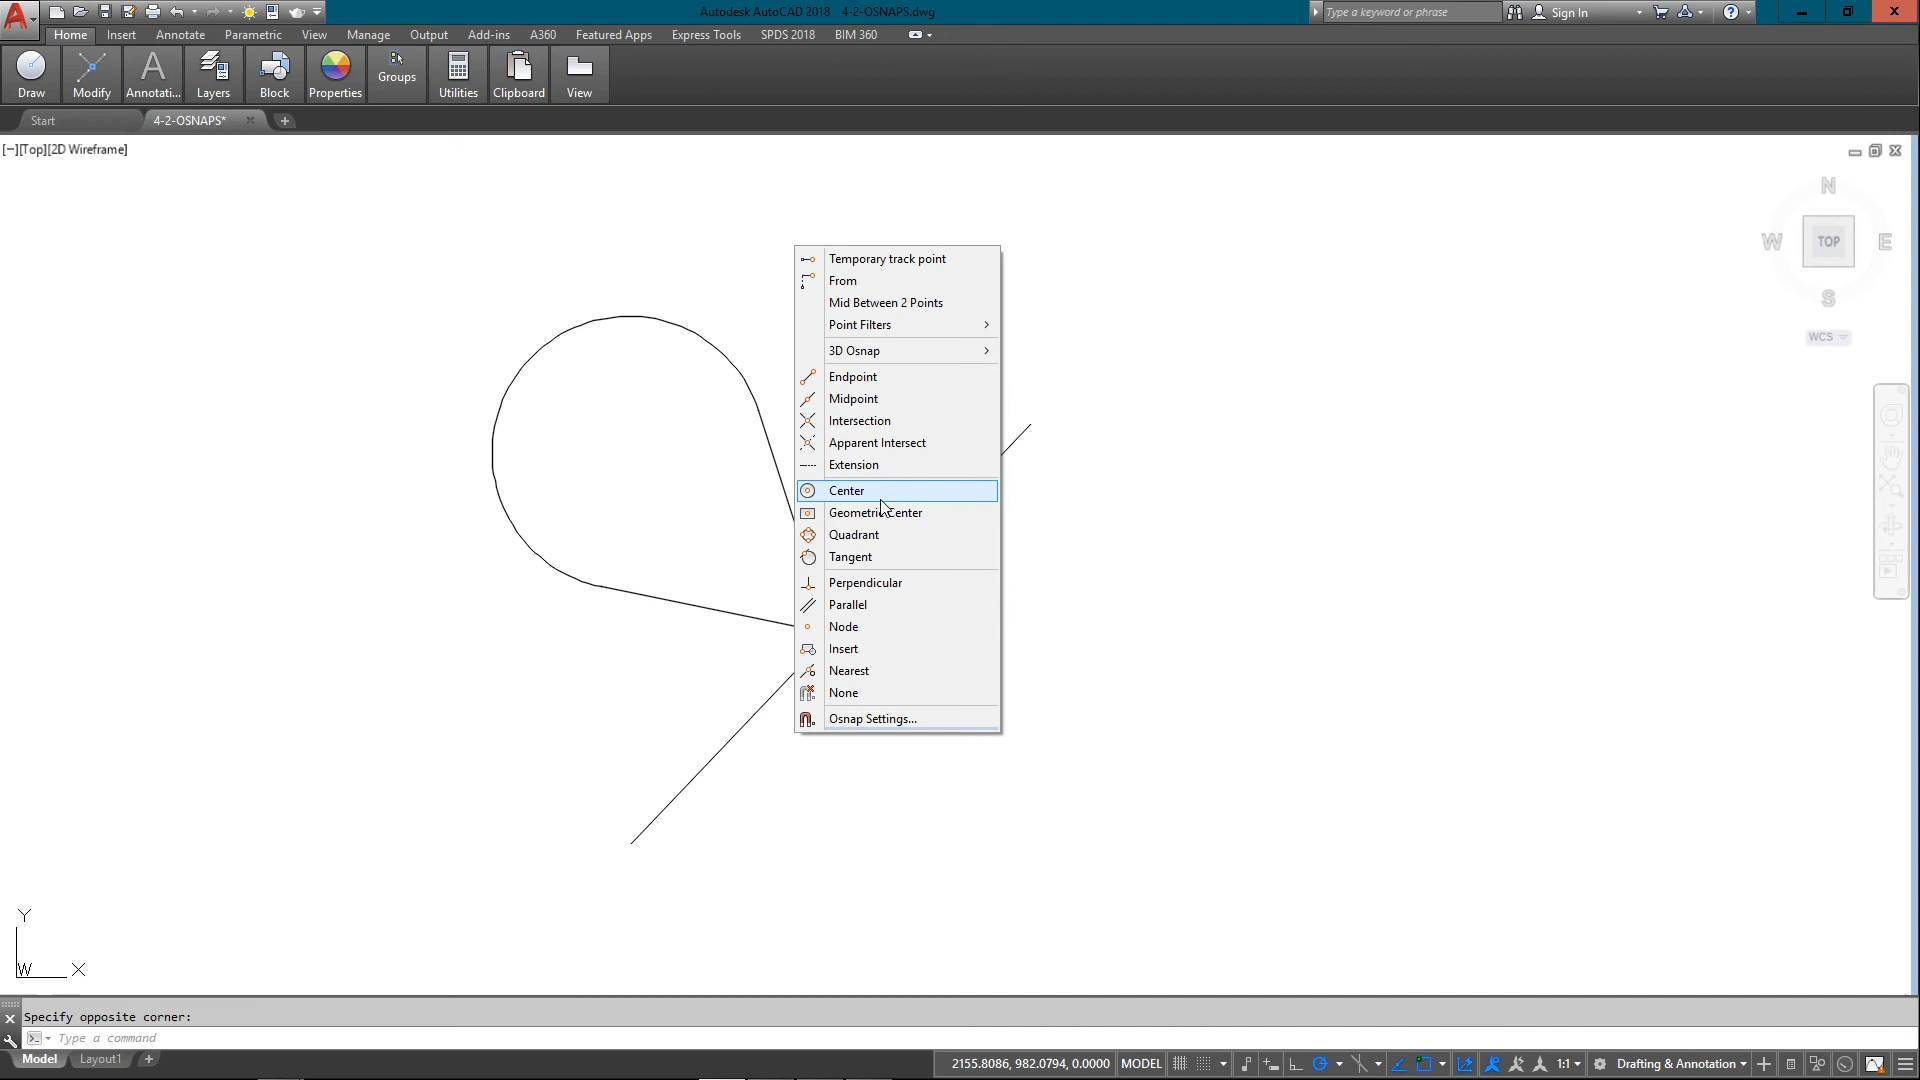 Autodesk AutoCAD 2018 4-2-OSNAPS.dwg
Type a keyword or phrase
Sign In
Home Insert Annotate Parametric View Manage Output Add-ins A360 Featured Apps Express Tools SPDS 2018 BIM 360
Draw Modify Annotati... Layers Block Properties Groups Utilities Clipboard View
Start 4-2-OSNAPS*
[−][Top][2D Wireframe]
N
W TOP E
S
WCS
Temporary track point
From
Mid Between 2 Points
Point Filters
3D Osnap
Endpoint
Midpoint
Intersection
Apparent Intersect
Extension
Center
Geometric Center
Quadrant
Tangent
Perpendicular
Parallel
Node
Insert
Nearest
None
Osnap Settings...
Y
W X
Specify opposite corner:
Type a command
Model Layout1
2155.8086, 982.0794, 0.0000 MODEL 1:1 Drafting & Annotation